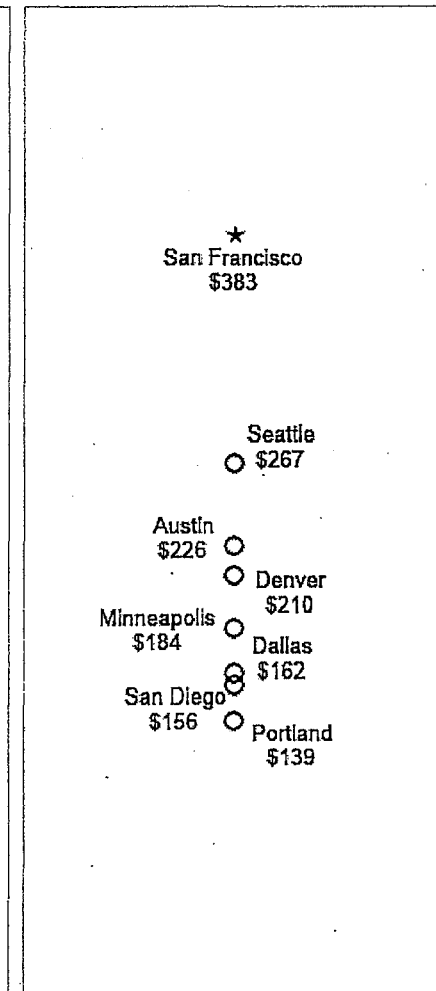 San Francisco
$383
Seattle
$267
Austin
$226
Denver
$210
Minneapolis
$184
Dallas
$162
San Diego
$156
Portland
$139